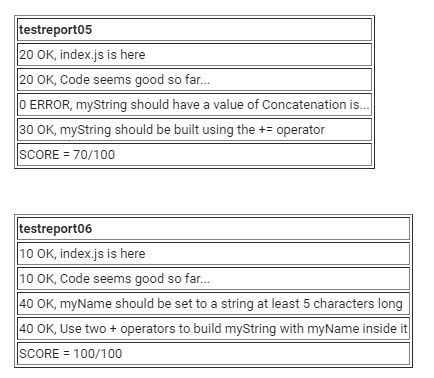 testreport05
20 OK, index.js is here
20 OK, Code seems good so far...
0 ERROR, myString should have a value of Concatenation is...
30 OK, myString should be built using the += operator
SCORE = 70/100
testreport06
10 OK, index.js is here
10 OK, Code seems good so far...
40 OK, myName should be set to a string at least 5 characters long
40 OK, Use two + operators to build myString with myName inside it
SCORE = 100/100